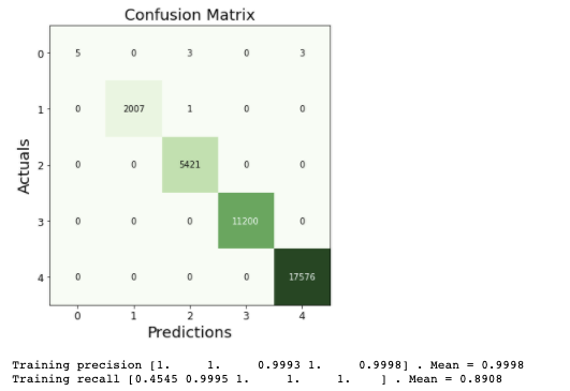 Confusion Matrix
0 5 0 3 0 3
1 0 2007 1 0 0
2 0 0 5421 0 0
3 0 0 0 11200 0
4 0 0 0 0 17576
Actuals
0 1 2 3 4
Predictions
Training precision [1. 1. 0.9993 1. 0.9998] . Mean = 0.9998
Training recall [0.4545 0.9995 1. 1. 1. ] . Mean = 0.8908